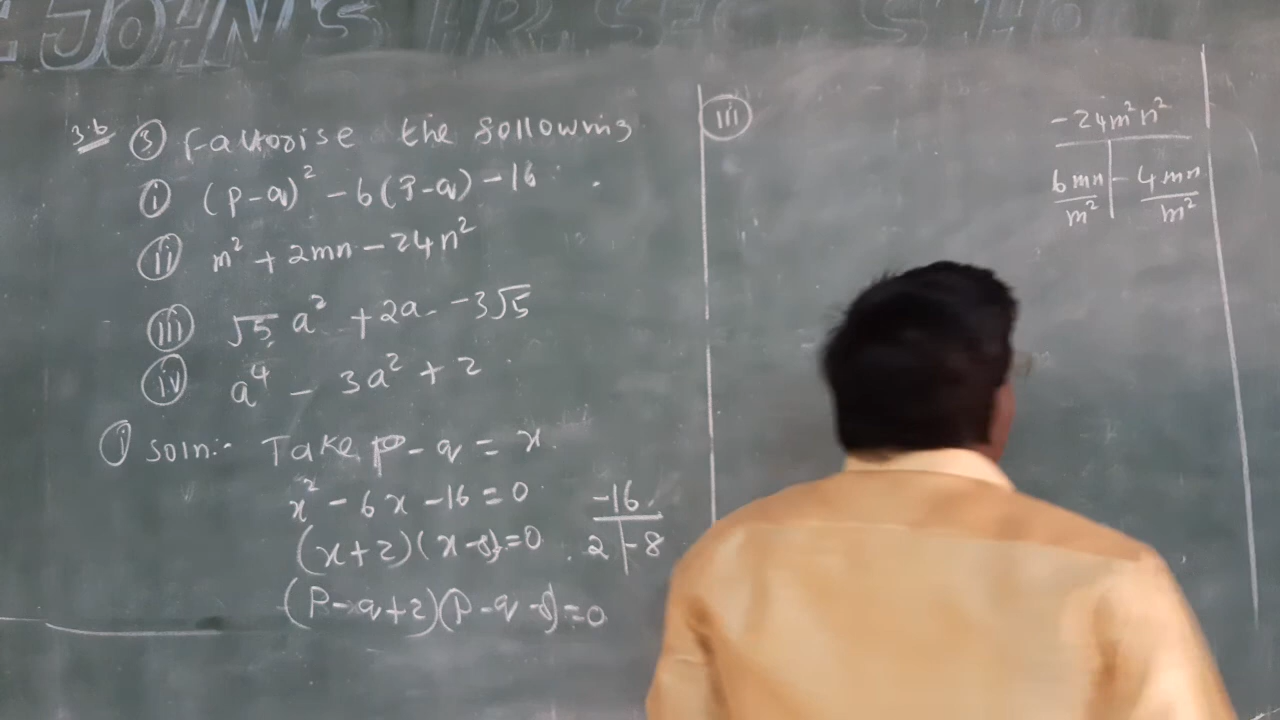 JOHN'S HR. SEC. SCHO
3.6 ③ Factorise the following
ⓘ (P-q)² - 6(P-q) - 16
ⓘⓘ m² + 2mn - 24n²
ⓘⓘⓘ √5 a² + 2a - 3√5
ⓘⓥ a⁴ - 3a² + 2
ⓘ Soln:- Take p - q = x.
x² - 6x - 16 = 0
-16
(x+2)(x-8)=0
2 | -8
(P-q+2)(P-q-8)=0
ⓘⓘⓘ
-24m²n²
6mn | -4mn
m² | m²